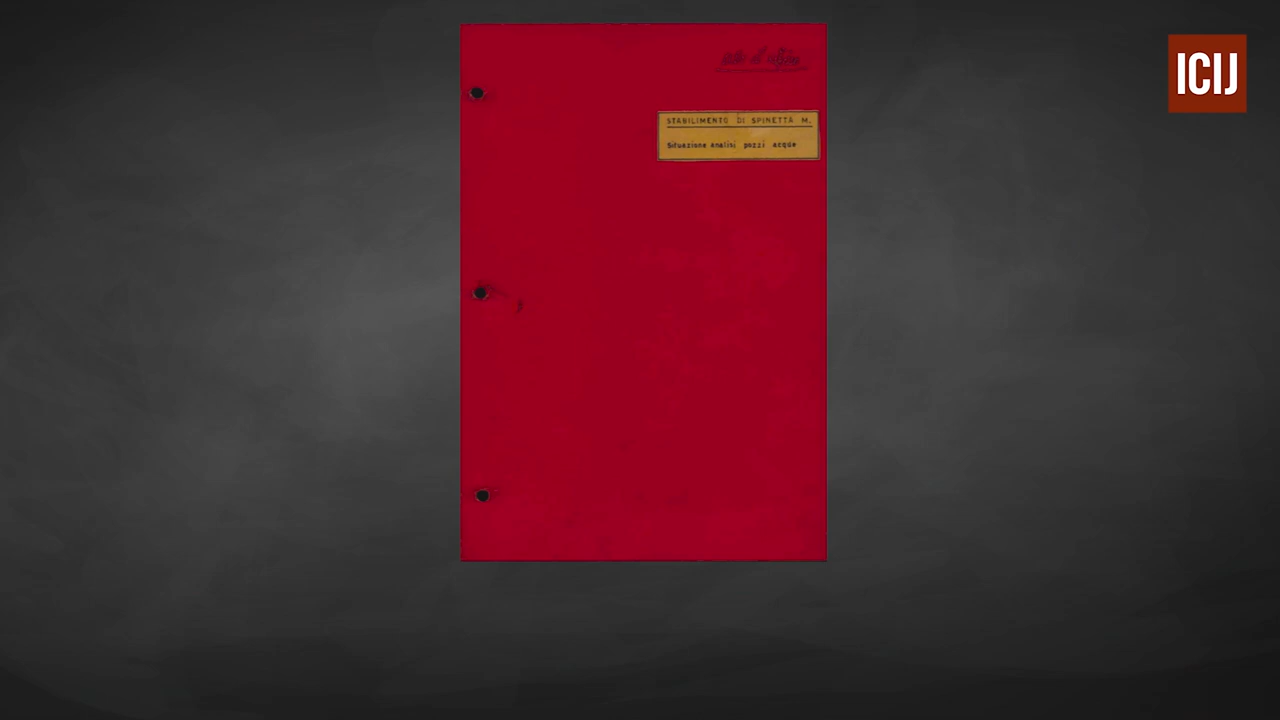 ICIJ
STABILIMENTO DI SPINETTA M.
Situazione analisi pozzi acque